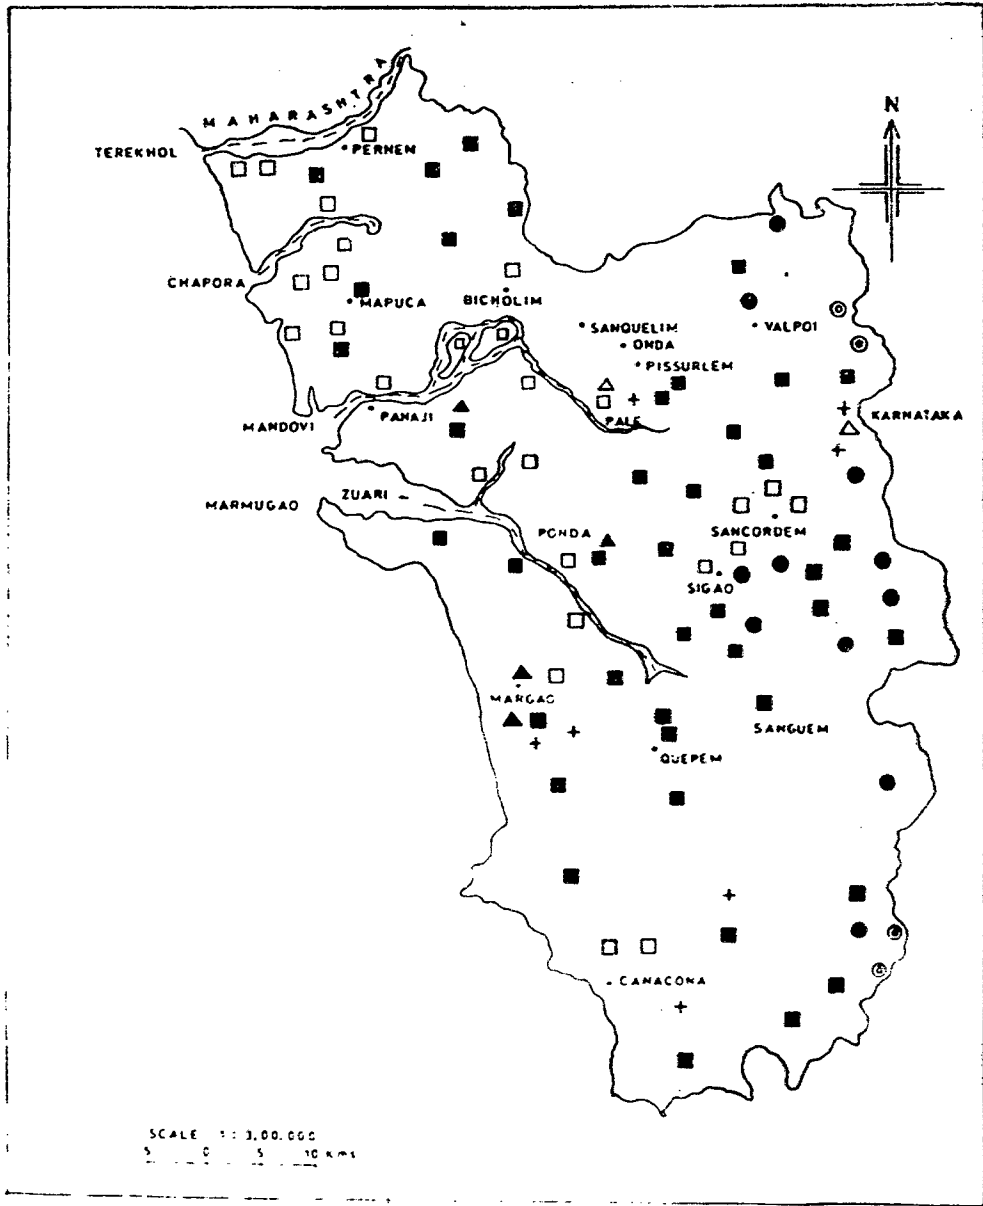 MAHARASHTRA
N
TEREKHOL
PERNEM
CHAPORA
MAPUCA
BICHOLIM
SANQUELIM
ONDA
VALPOI
PISSURLEM
MANDOVI
PANAJI
PALE
KARNATAKA
MARMUGAO
ZUARI
PONDA
SANCORDEM
SIGAO
MARGAO
SANGUEM
QUEPEM
CANACONA
SCALE 1:3,00,000
5 0 5 10 Kms